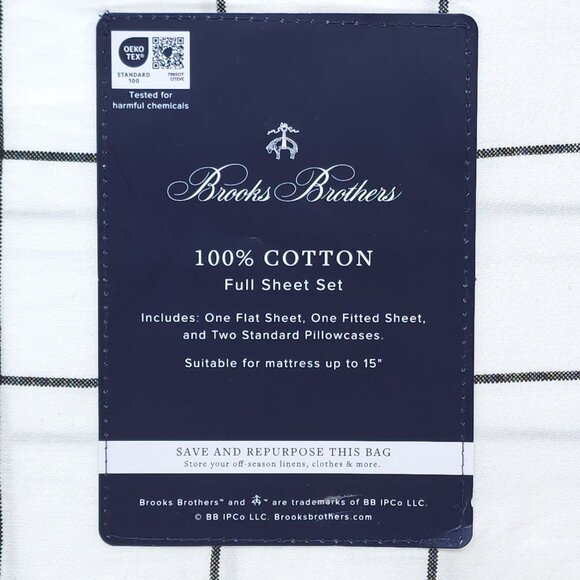 OEKO
TEX®
STANDARD
100
CITEVE
Tested for
harmful chemicals
Brooks Brothers
100% COTTON
Full Sheet Set
Includes: One Flat Sheet, One Fitted Sheet,
and Two Standard Pillowcases.
Suitable for mattress up to 15"
SAVE AND REPURPOSE THIS BAG
Store your off-season linens, clothes & more.
Brooks Brothers™ and ™ are trademarks of BB IPCo LLC.
© BB IPCo LLC. Brooksbrothers.com